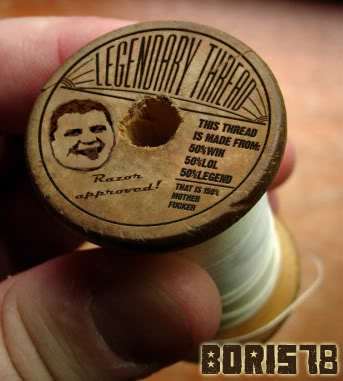 LEGENDARY THREAD
THIS THREAD
IS MADE FROM:
50%WIN
50%LOL
50%LEGEND
THAT IS 150%
MOTHER
FUCKER
Razor
approved!
BORIS78